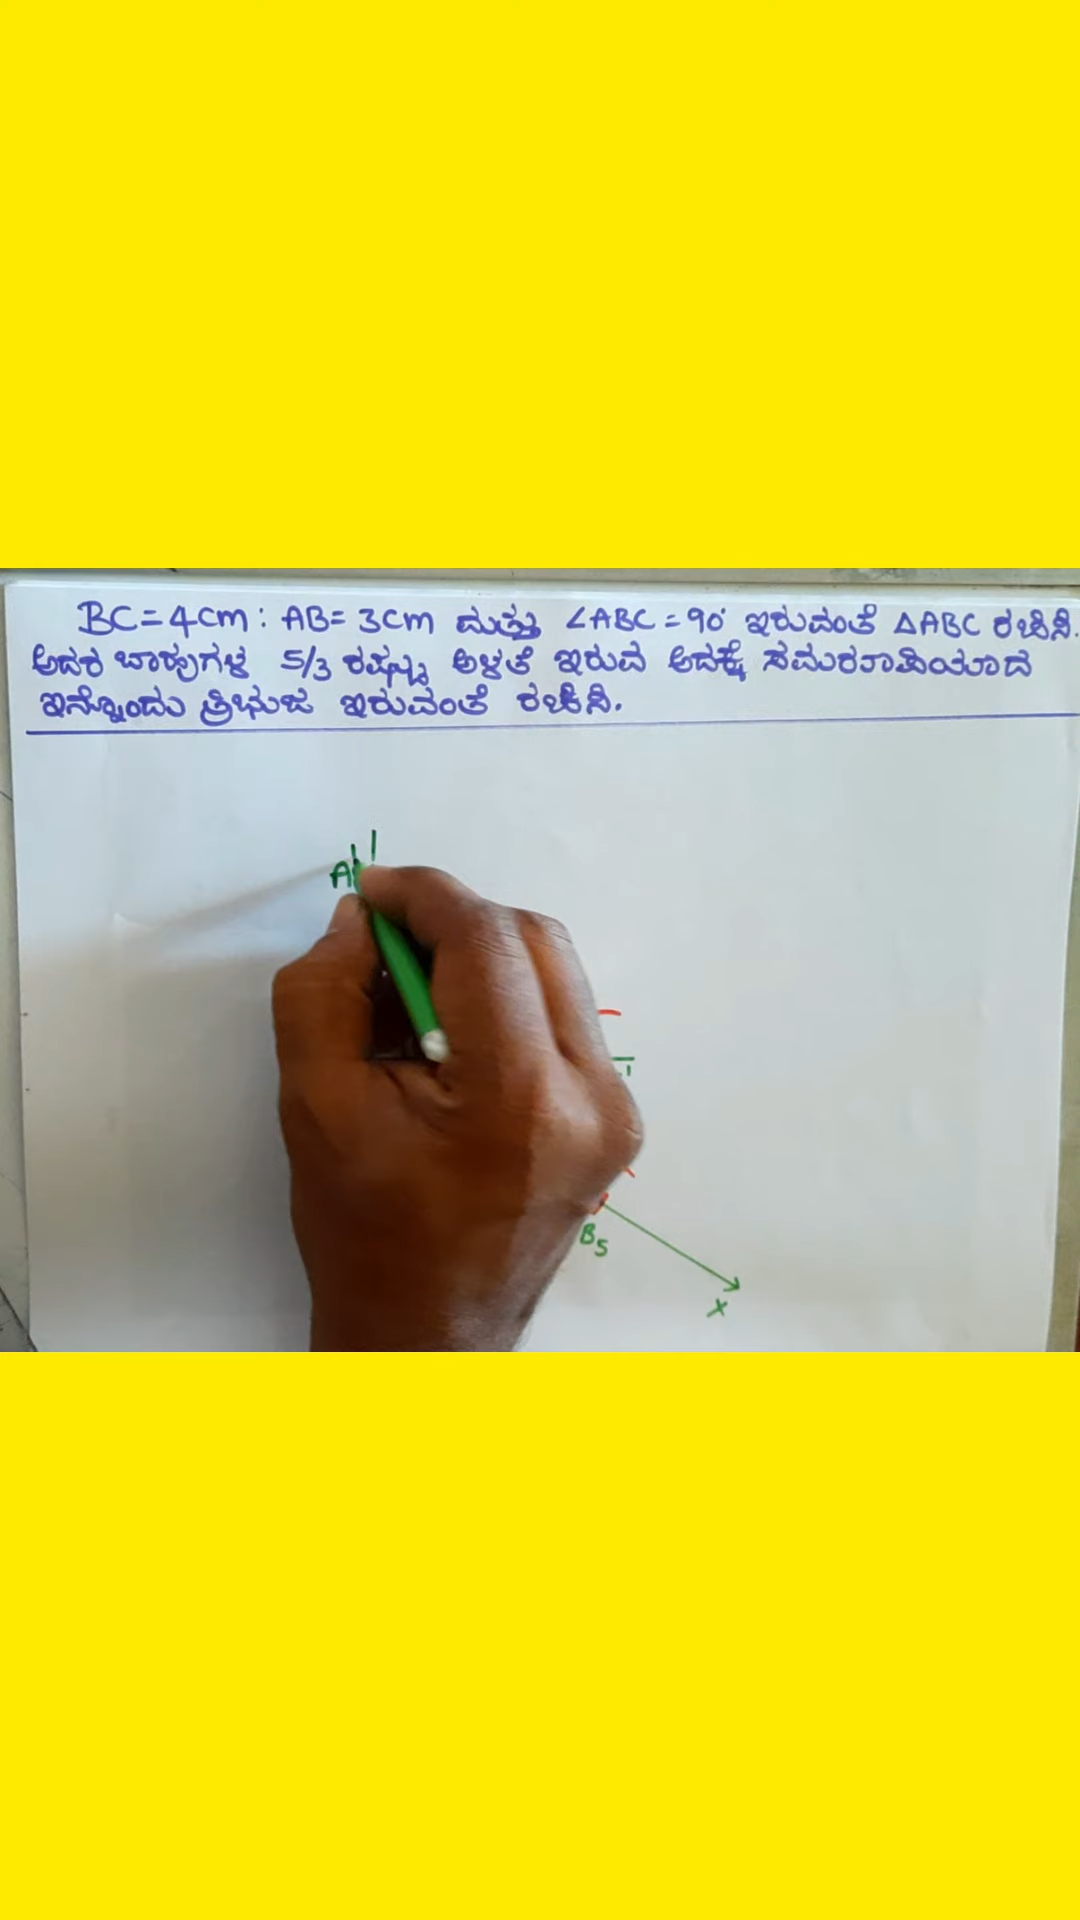 BC = 4cm : AB = 3cm ಮತ್ತು ∠ABC = 90° ಇರುವಂತೆ ΔABC ರಚಿಸಿ.
ಅದರ ಬಾಹುಗಳ 5/3 ರಷ್ಟು ಅಳತೆ ಇರುವ ಅದಕ್ಕೆ ಸಮರೂಪಿಯಾದ
ಇನ್ನೊಂದು ತ್ರಿಭುಜ ಇರುವಂತೆ ರಚಿಸಿ.
A
B5
X